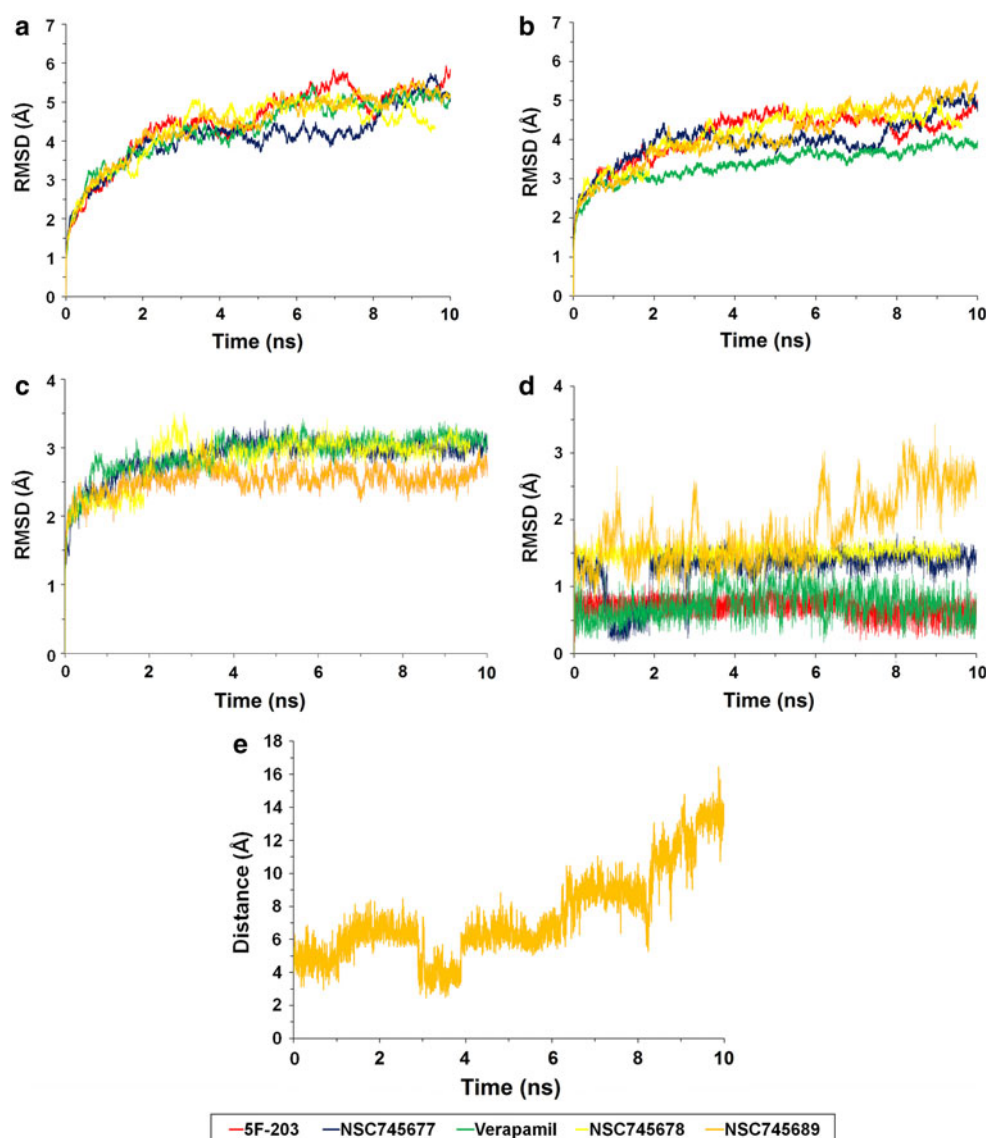 a
RMSD (Å)
7
6
5
4
3
2
1
0
0 2 4 6 8 10
Time (ns)
b
RMSD (Å)
7
6
5
4
3
2
1
0
0 2 4 6 8 10
Time (ns)
c
RMSD (Å)
4
3
2
1
0
0 2 4 6 8 10
Time (ns)
d
RMSD (Å)
4
3
2
1
0
0 2 4 6 8 10
Time (ns)
e
Distance (Å)
18
16
14
12
10
8
6
4
2
0
0 2 4 6 8 10
Time (ns)
5F-203 NSC745677 Verapamil NSC745678 NSC745689